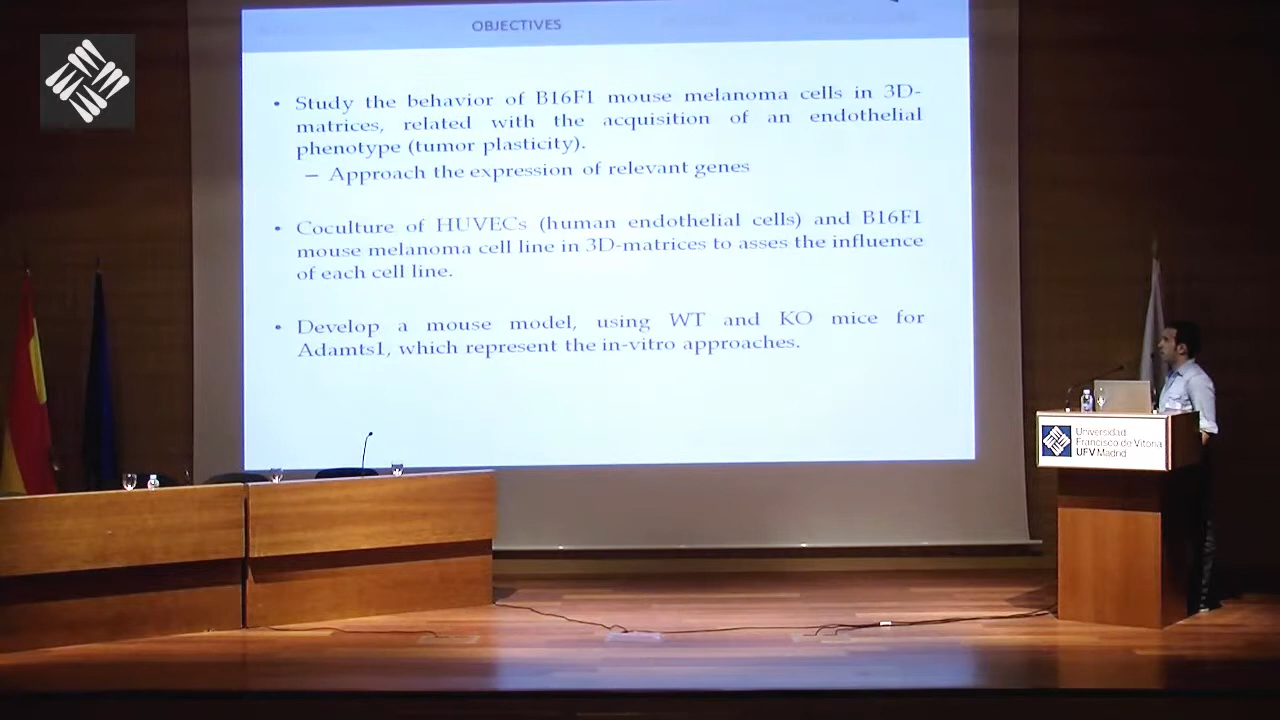 OBJECTIVES
• Study the behavior of B16F1 mouse melanoma cells in 3D-
matrices, related with the acquisition of an endothelial
phenotype (tumor plasticity).
– Approach the expression of relevant genes
• Coculture of HUVECs (human endothelial cells) and B16F1
mouse melanoma cell line in 3D-matrices to asses the influence
of each cell line.
• Develop a mouse model, using WT and KO mice for
Adamts1, which represent the in-vitro approaches.
Universidad
Francisco de Vitoria
UFV Madrid